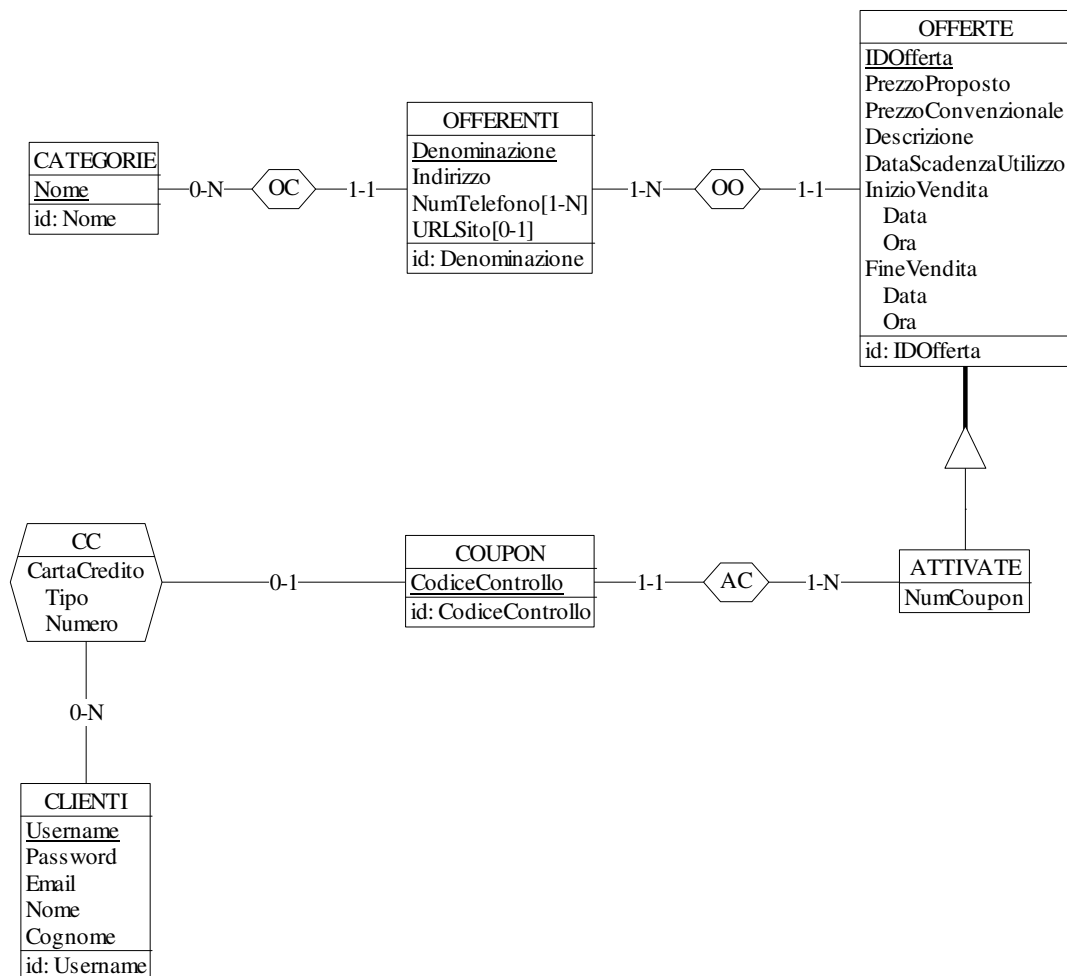 OFFERTE
IDOfferta
PrezzoProposto
PrezzoConvenzionale
Descrizione
DataScadenzaUtilizzo
InizioVendita
Data
Ora
FineVendita
Data
Ora
id: IDOfferta
OFFERENTI
Denominazione
Indirizzo
NumTelefono[1-N]
URLSito[0-1]
id: Denominazione
CATEGORIE
Nome
id: Nome
0-N
OC
1-1
1-N
OO
1-1
CC
CartaCredito
Tipo
Numero
0-1
COUPON
CodiceControllo
id: CodiceControllo
1-1
AC
1-N
ATTIVATE
NumCoupon
0-N
CLIENTI
Username
Password
Email
Nome
Cognome
id: Username